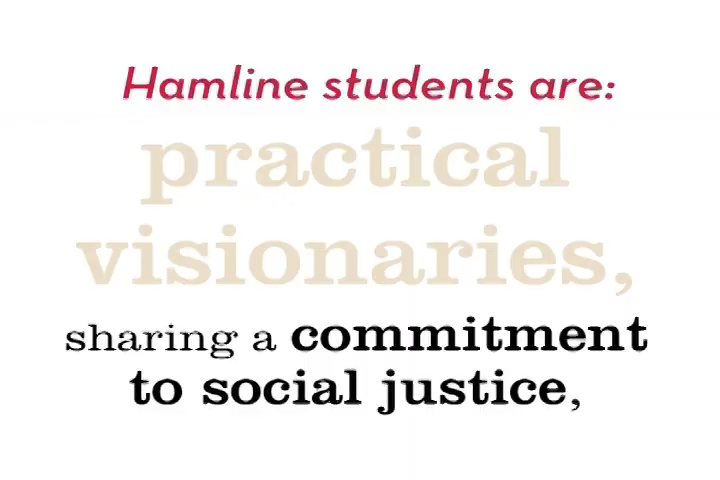 Hamline students are:
practical
visionaries,
sharing a commitment
to social justice,